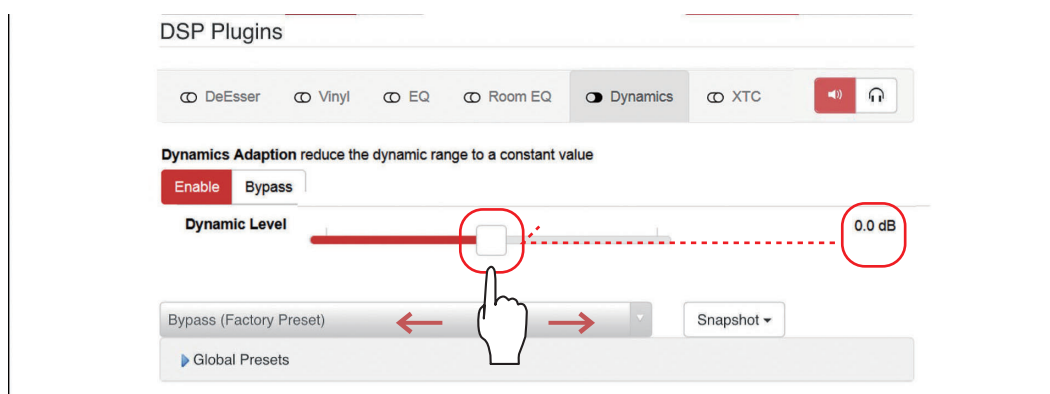 DSP Plugins
DeEsser Vinyl EQ Room EQ Dynamics XTC
Dynamics Adaption reduce the dynamic range to a constant value
Enable Bypass
Dynamic Level 0.0 dB
Bypass (Factory Preset) Snapshot
Global Presets